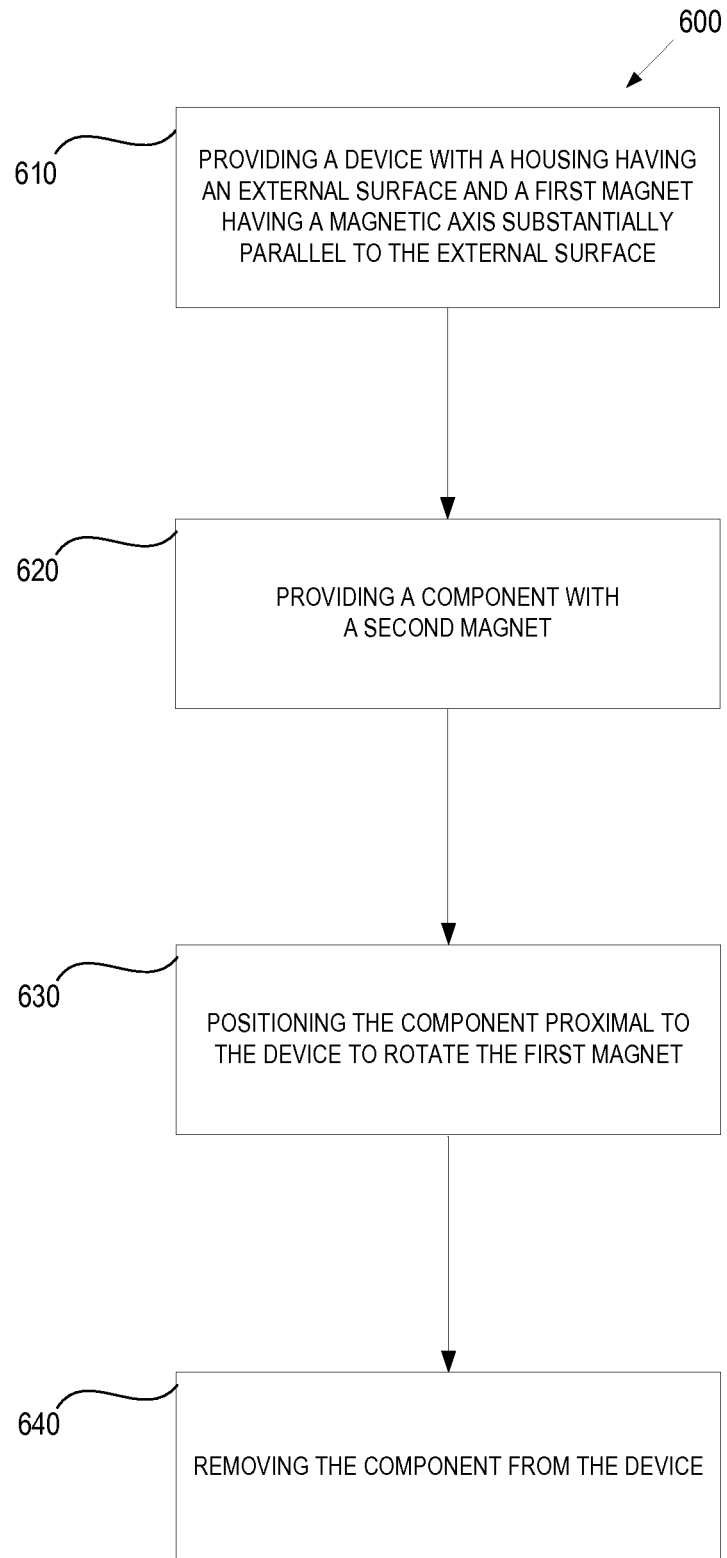 600
610
PROVIDING A DEVICE WITH A HOUSING HAVING
AN EXTERNAL SURFACE AND A FIRST MAGNET
HAVING A MAGNETIC AXIS SUBSTANTIALLY
PARALLEL TO THE EXTERNAL SURFACE
620
PROVIDING A COMPONENT WITH
A SECOND MAGNET
630
POSITIONING THE COMPONENT PROXIMAL TO
THE DEVICE TO ROTATE THE FIRST MAGNET
640
REMOVING THE COMPONENT FROM THE DEVICE